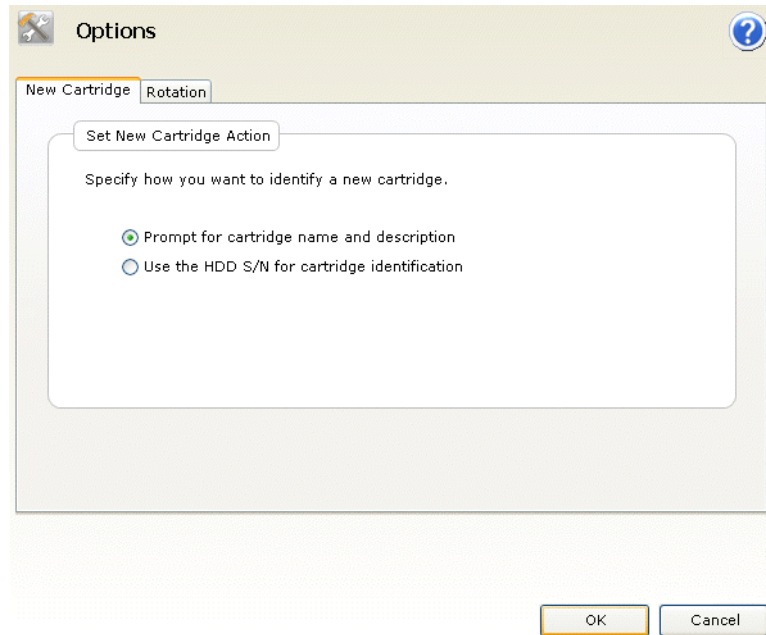 Options
?
New Cartridge
Rotation
Set New Cartridge Action
Specify how you want to identify a new cartridge.
Prompt for cartridge name and description
Use the HDD S/N for cartridge identification
OK
Cancel